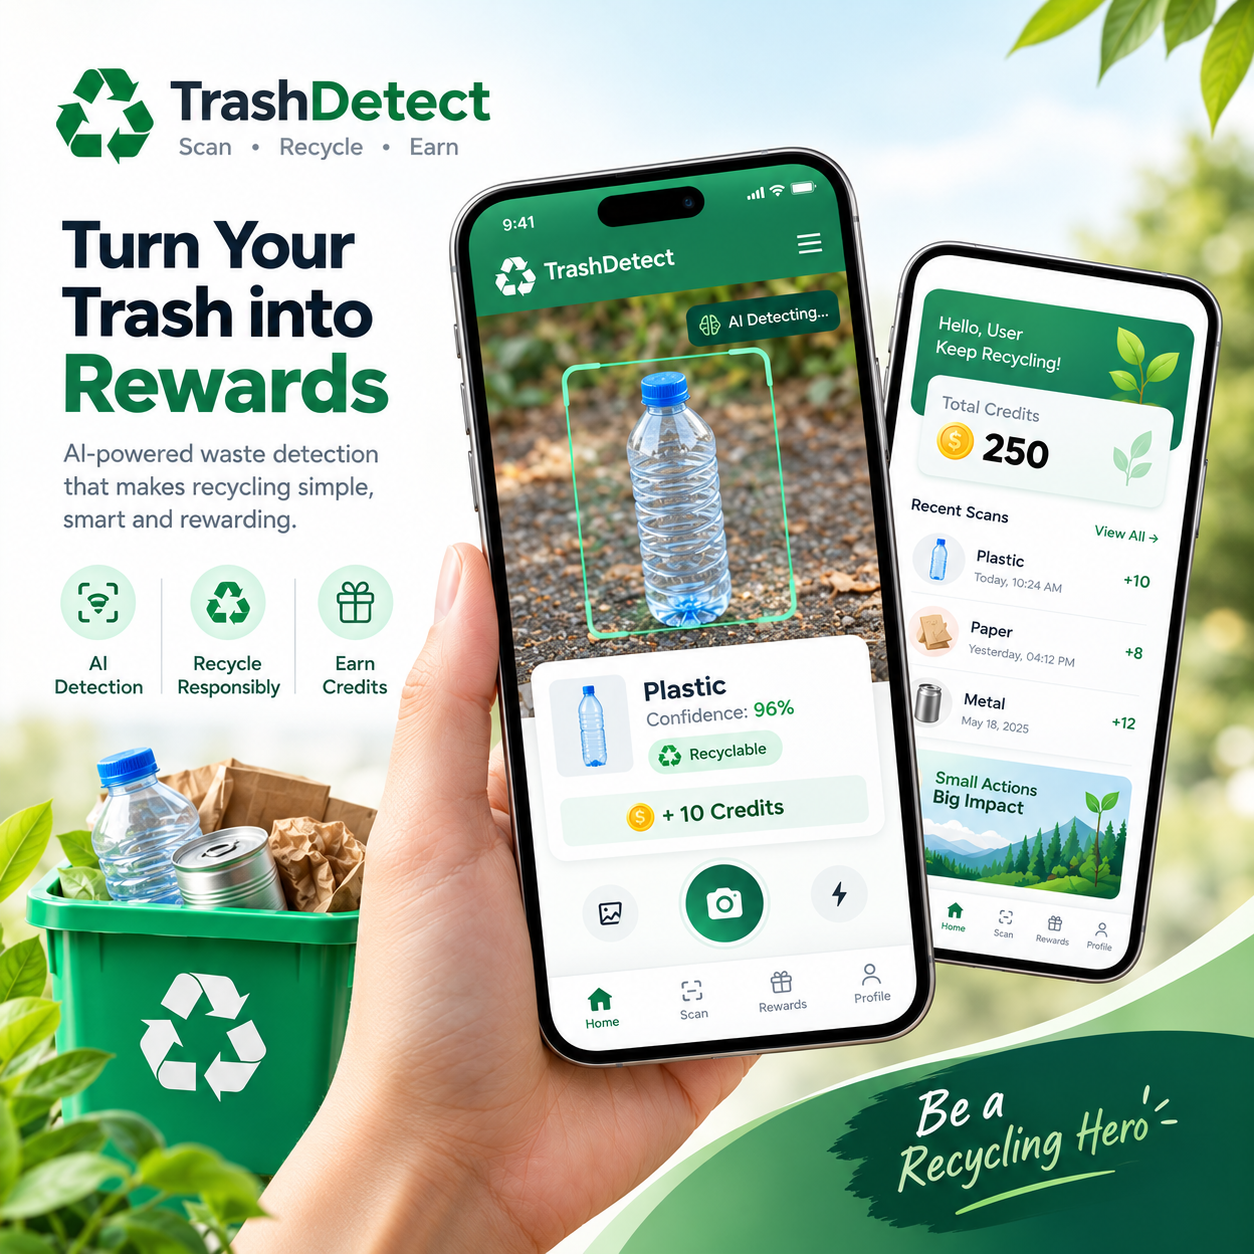 TrashDetect
Scan • Recycle • Earn
Turn Your
Trash into
Rewards
AI-powered waste detection
that makes recycling simple,
smart and rewarding.
AI
Detection
Recycle
Responsibly
Earn
Credits
9:41
TrashDetect
AI Detecting...
Plastic
Confidence: 96%
Recyclable
+ 10 Credits
Home
Scan
Rewards
Profile
Hello, User
Keep Recycling!
Total Credits
250
Recent Scans
View All →
Plastic
Today, 10:24 AM
+10
Paper
Yesterday, 04:12 PM
+8
Metal
May 18, 2025
+12
Small Actions
Big Impact
Home
Scan
Rewards
Profile
Be a
Recycling Hero